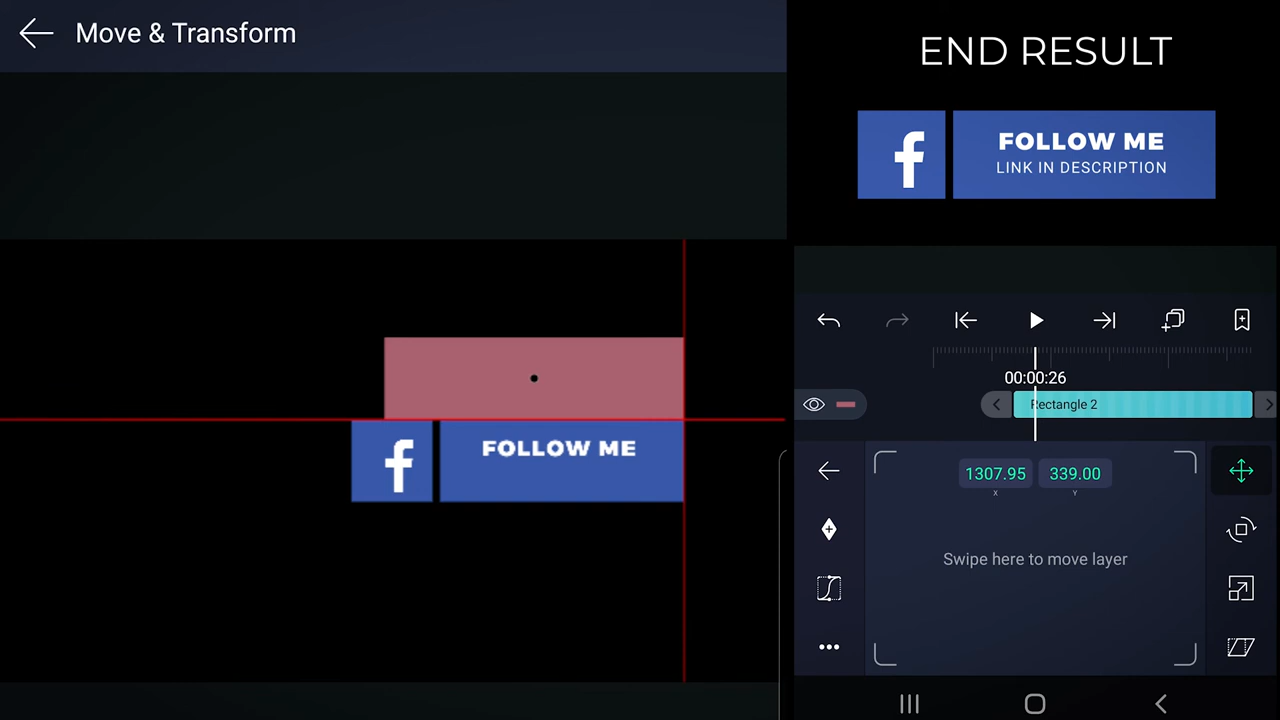 Move & Transform
END RESULT
f
FOLLOW ME
LINK IN DESCRIPTION
f
FOLLOW ME
00:00:26
Rectangle 2
1307.95
339.00
X
Y
Swipe here to move layer